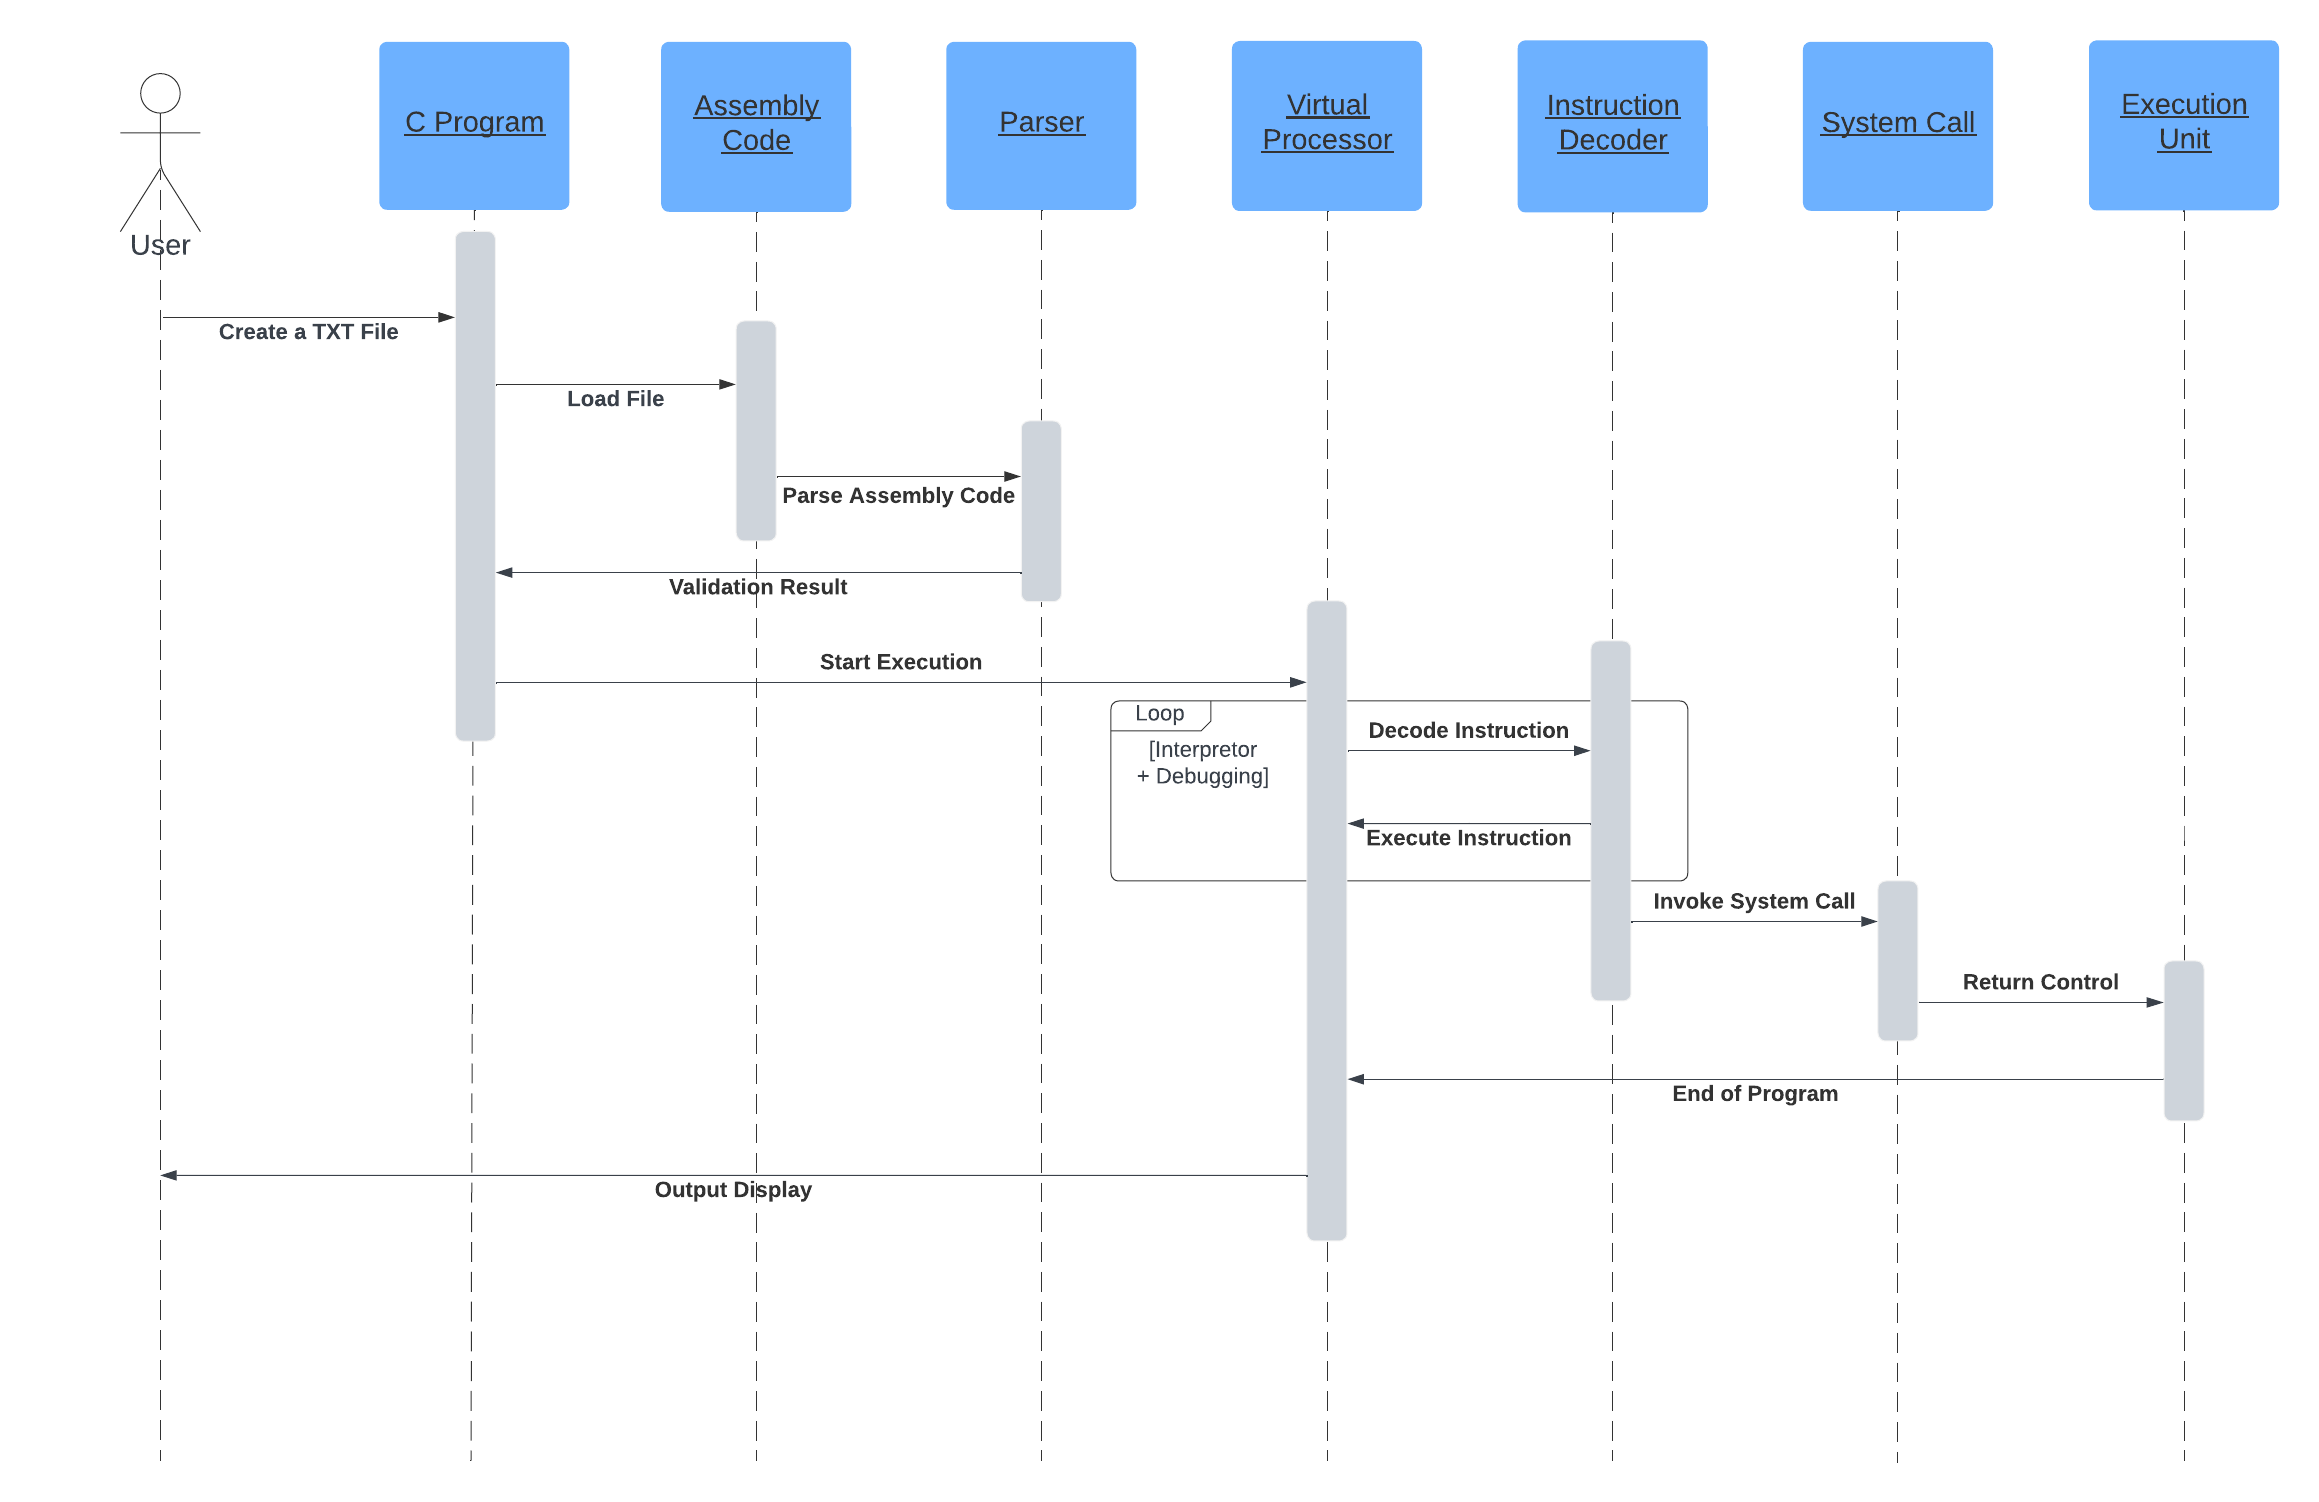 User
C Program
Assembly
Code
Parser
Virtual
Processor
Instruction
Decoder
System Call
Execution
Unit
Create a TXT File
Load File
Parse Assembly Code
Validation Result
Start Execution
Loop
[Interpretor
+ Debugging]
Decode Instruction
Execute Instruction
Invoke System Call
Return Control
End of Program
Output Display